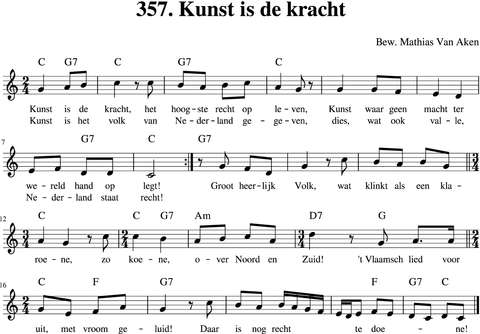 357. Kunst is de kracht
Bew. Mathias Van Aken
C G7 C G7 C
Kunst is de kracht, het hoog-ste recht op le-ven, Kunst waar geen macht ter
Kunst is het volk van Ne-der-land ge-ge-ven, dies, wat ook val-le,
7 G7 C G7
we-reld hand op legt! Groot heer-lijk Volk, wat klinkt als een kla-
Ne-der-land staat recht!
12 C C G7 Am D7 G
roe-ne, zo koe-ne, o-ver Noord en Zuid! 't Vlaamsch lied voor
16 C F G7 C F D7 C G7
uit, met vroom ge-luid! Daar is nog recht te doe-ne!